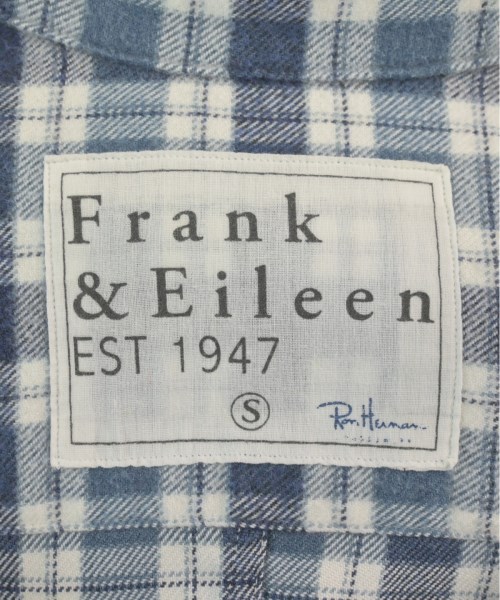 Frank
& Eileen
EST 1947
S
Ron Herman